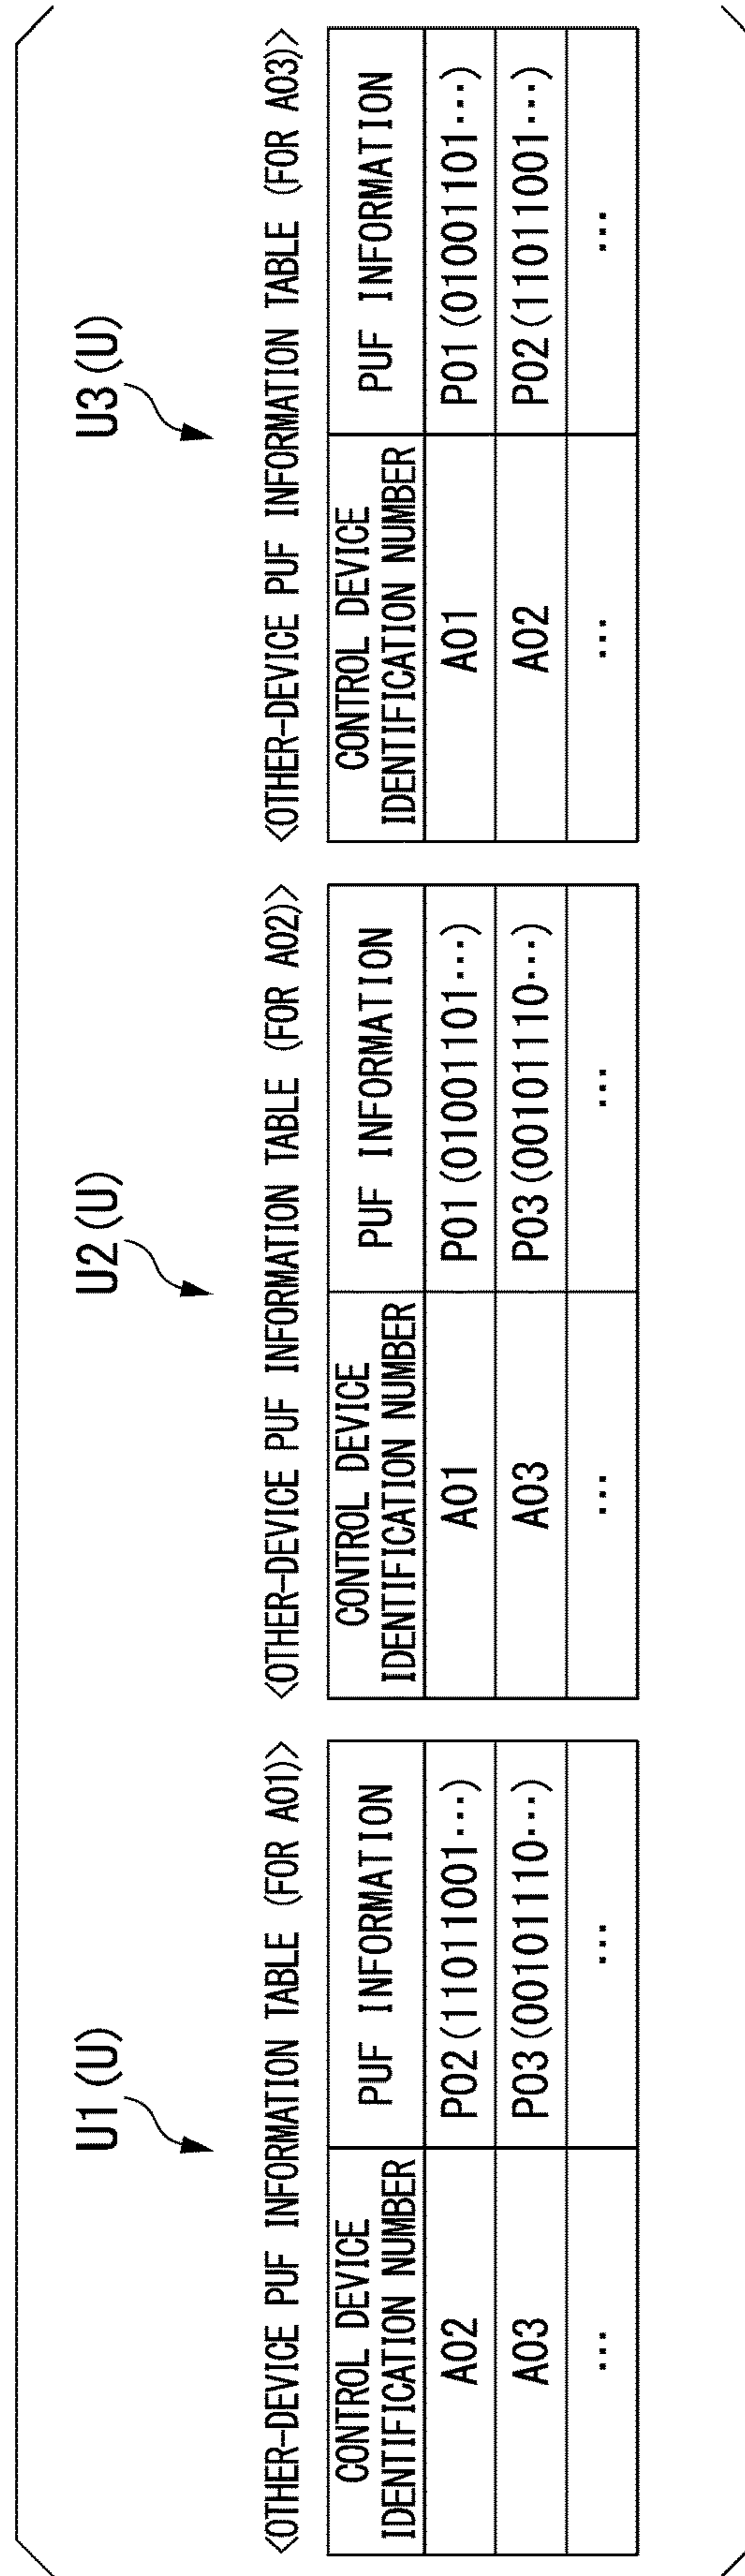 U1(U)
<OTHER-DEVICE PUF INFORMATION TABLE (FOR A01)>
CONTROL DEVICE IDENTIFICATION NUMBER PUF INFORMATION
A02 P02(11011001···)
A03 P03(00101110···)
··· ···
U2(U)
<OTHER-DEVICE PUF INFORMATION TABLE (FOR A02)>
CONTROL DEVICE IDENTIFICATION NUMBER PUF INFORMATION
A01 P01(01001101···)
A03 P03(00101110···)
··· ···
U3(U)
<OTHER-DEVICE PUF INFORMATION TABLE (FOR A03)>
CONTROL DEVICE IDENTIFICATION NUMBER PUF INFORMATION
A01 P01(01001101···)
A02 P02(11011001···)
··· ···